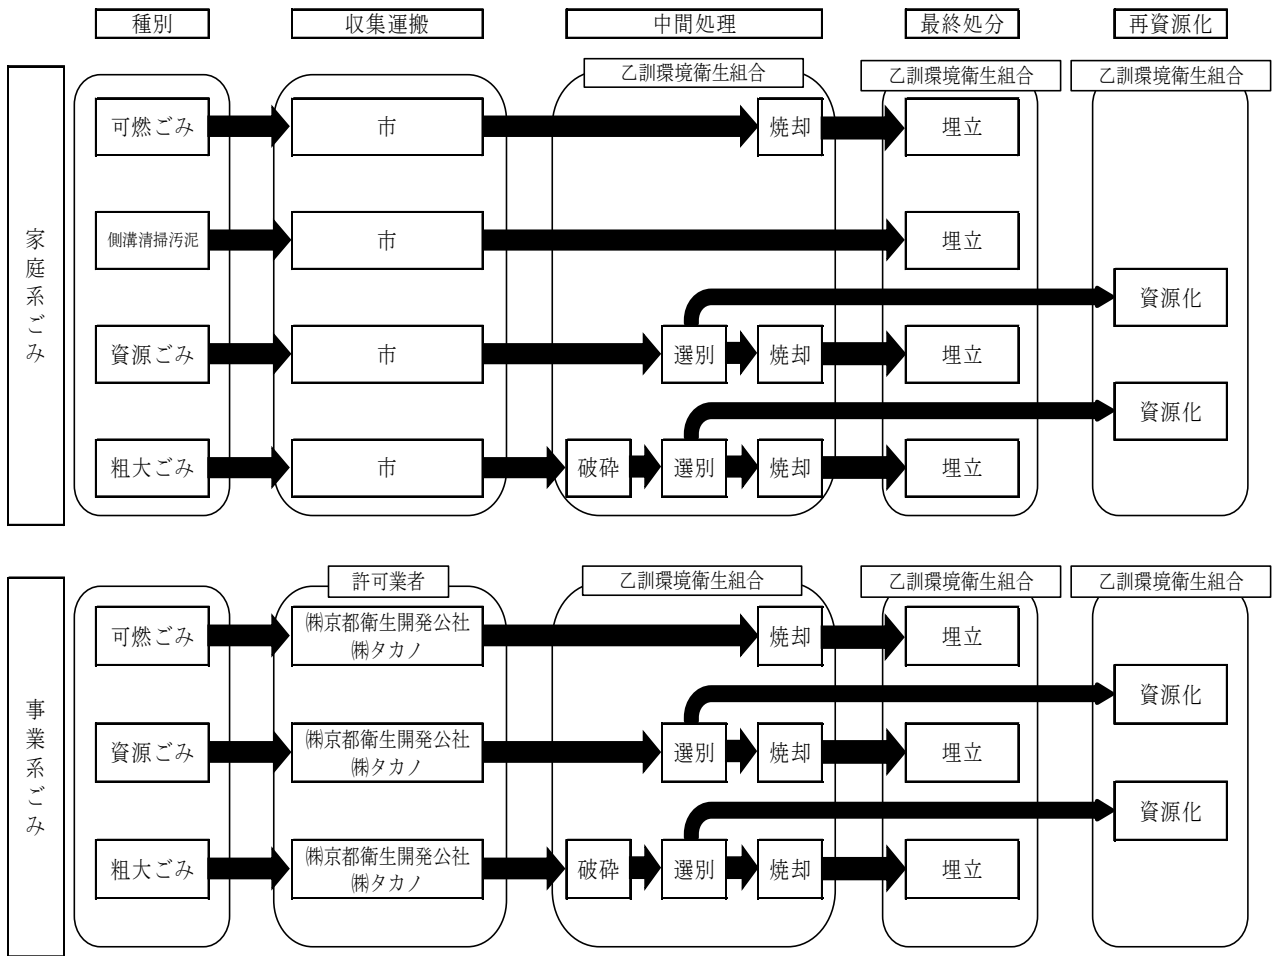 種別
収集運搬
中間処理
最終処分
再資源化
家庭系ごみ
乙訓環境衛生組合
乙訓環境衛生組合
乙訓環境衛生組合
可燃ごみ
市
焼却
埋立
側溝清掃汚泥
市
埋立
資源化
資源ごみ
市
選別
焼却
埋立
資源化
粗大ごみ
市
破砕
選別
焼却
埋立
事業系ごみ
許可業者
乙訓環境衛生組合
乙訓環境衛生組合
乙訓環境衛生組合
可燃ごみ
㈱京都衛生開発公社
㈱タカノ
焼却
埋立
資源化
資源ごみ
㈱京都衛生開発公社
㈱タカノ
選別
焼却
埋立
資源化
粗大ごみ
㈱京都衛生開発公社
㈱タカノ
破砕
選別
焼却
埋立